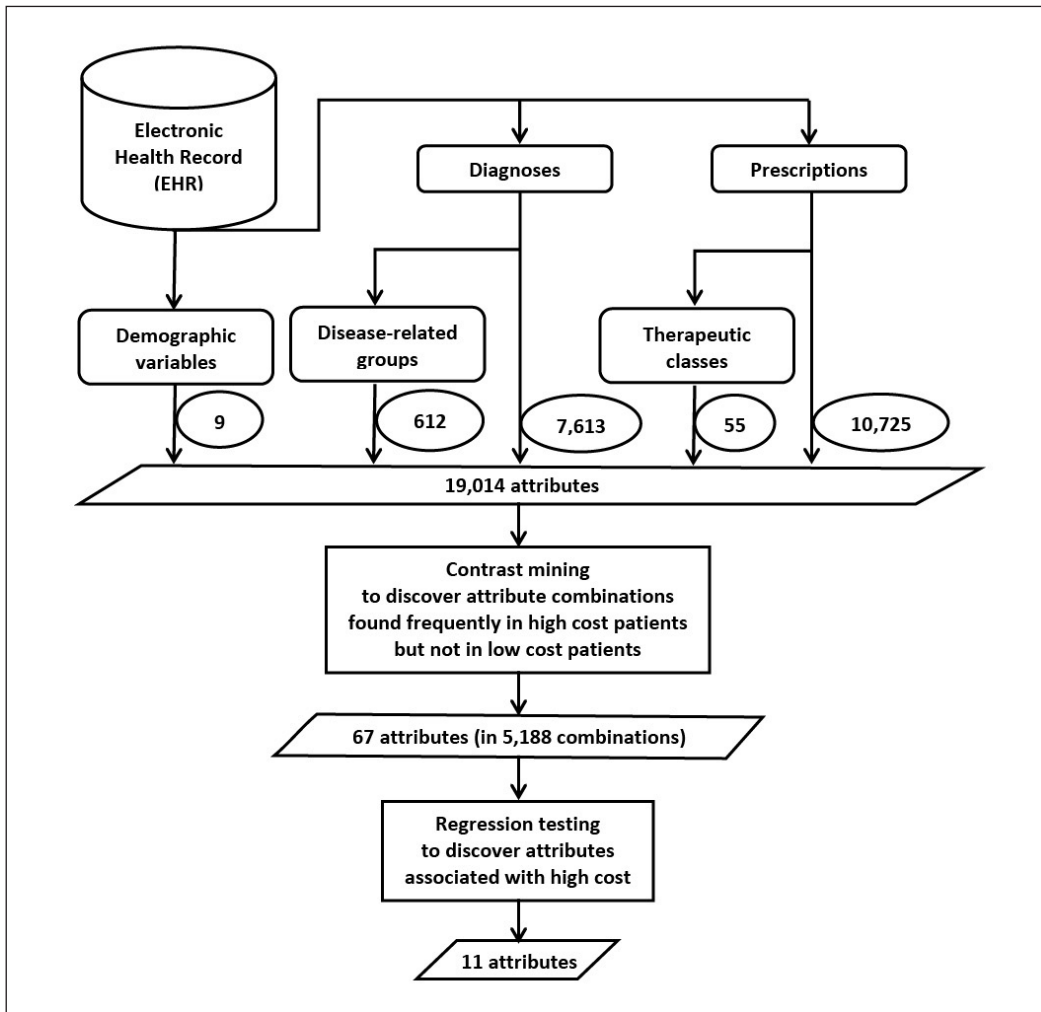 Electronic
Health Record
(EHR)
Diagnoses
Prescriptions
Demographic
variables
Disease-related
groups
Therapeutic
classes
9
612
7,613
55
10,725
19,014 attributes
Contrast mining
to discover attribute combinations
found frequently in high cost patients
but not in low cost patients
67 attributes (in 5,188 combinations)
Regression testing
to discover attributes
associated with high cost
11 attributes